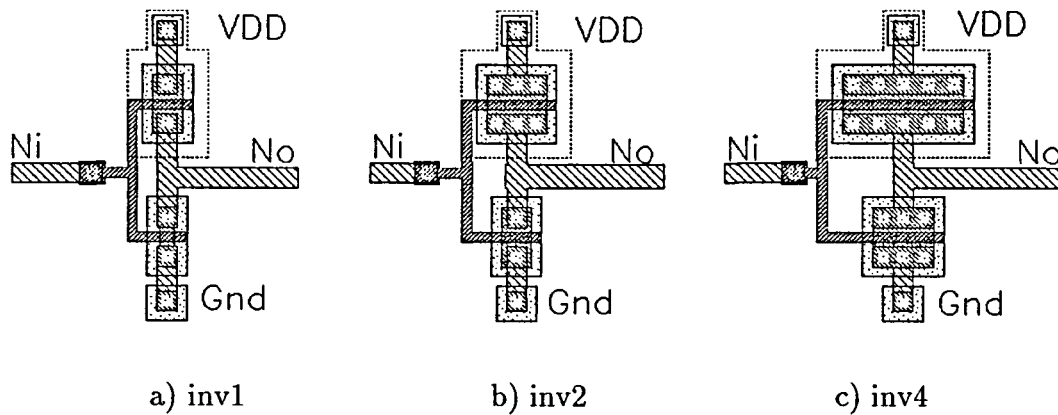 VDD VDD VDD
Ni No Ni No Ni No
Gnd Gnd Gnd
a) inv1 b) inv2 c) inv4